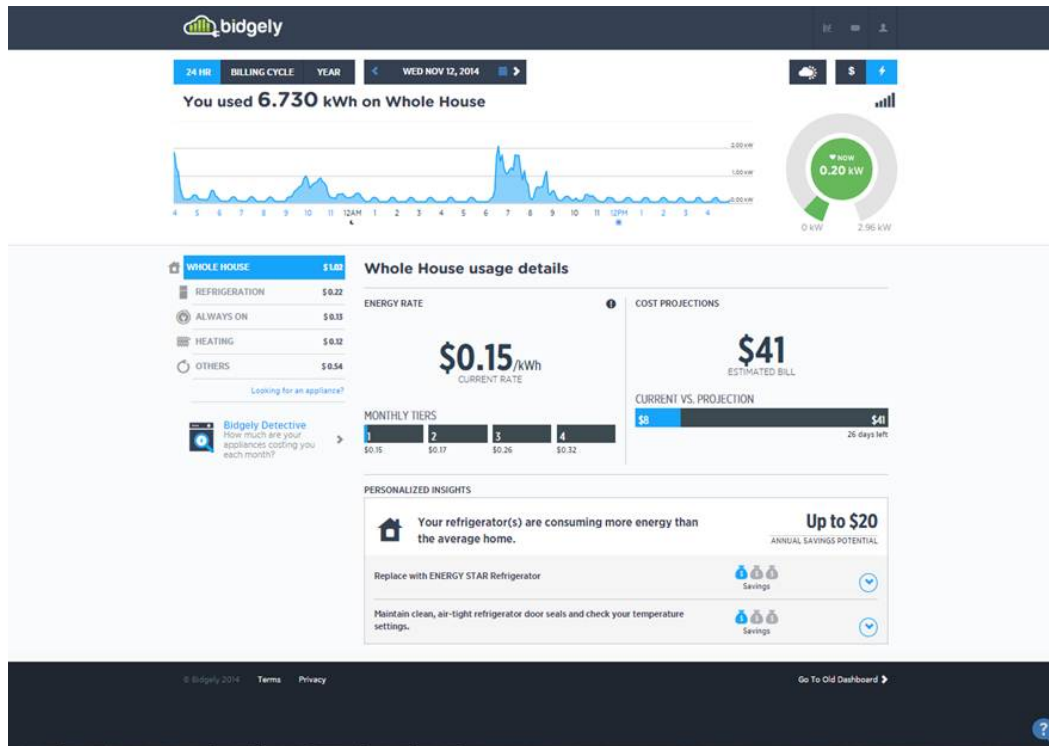 bidgely
24 HR BILLING CYCLE YEAR WED NOV 12, 2014 $
You used 6.730 kWh on Whole House
2.00 kW
1.00 kW
0.00 kW
4 5 6 7 8 9 10 11 12AM 1 2 3 4 5 6 7 8 9 10 11 12PM 1 2 3 4
NOW
0.20 kW
0 kW 2.96 kW
WHOLE HOUSE $1.02
REFRIGERATION $0.22
ALWAYS ON $0.13
HEATING $0.12
OTHERS $0.54
Looking for an appliance?
Bidgely Detective
How much are your
appliances costing you
each month?
Whole House usage details
ENERGY RATE
$0.15/kWh
CURRENT RATE
MONTHLY TIERS
1 2 3 4
$0.15 $0.17 $0.26 $0.32
COST PROJECTIONS
$41
ESTIMATED BILL
CURRENT VS. PROJECTION
$8 $41
26 days left
PERSONALIZED INSIGHTS
Your refrigerator(s) are consuming more energy than
the average home.
Up to $20
ANNUAL SAVINGS POTENTIAL
Replace with ENERGY STAR Refrigerator
Savings
Maintain clean, air-tight refrigerator door seals and check your temperature
settings.
Savings
© Bidgely 2014 Terms Privacy Go To Old Dashboard
?